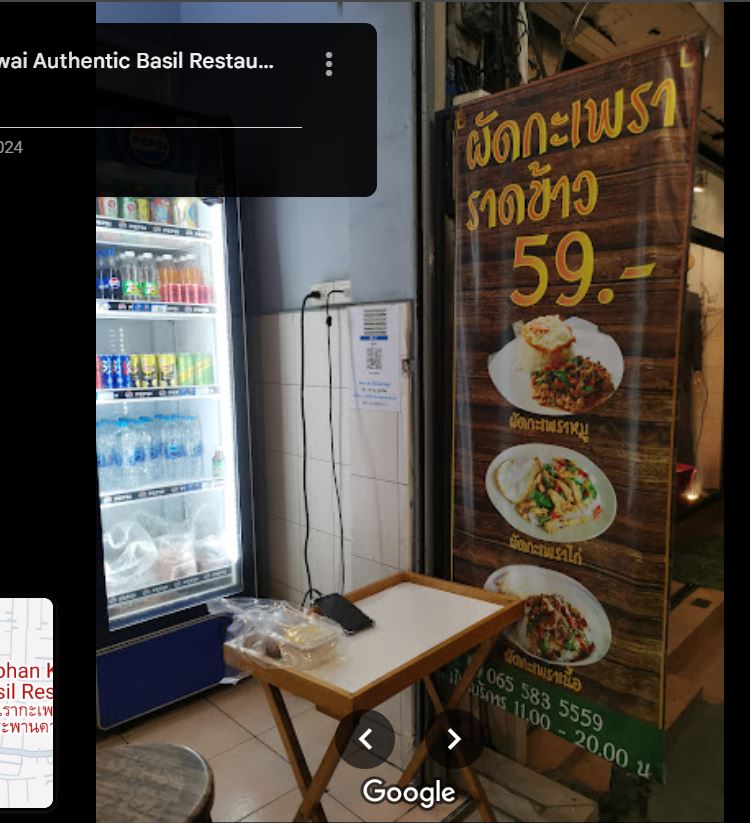 wai Authentic Basil Restau...
024
PEPSI
ผัดกะเพรา
ราดข้าว
59.-
ผัดกะเพราหมู
ผัดกะเพราไก่
ผัดกะเพราเนื้อ
065 583 5559
บริการ 11.00 - 20.00 น
phan K
sil Res
เรากะเพ
ะพานคว
Google